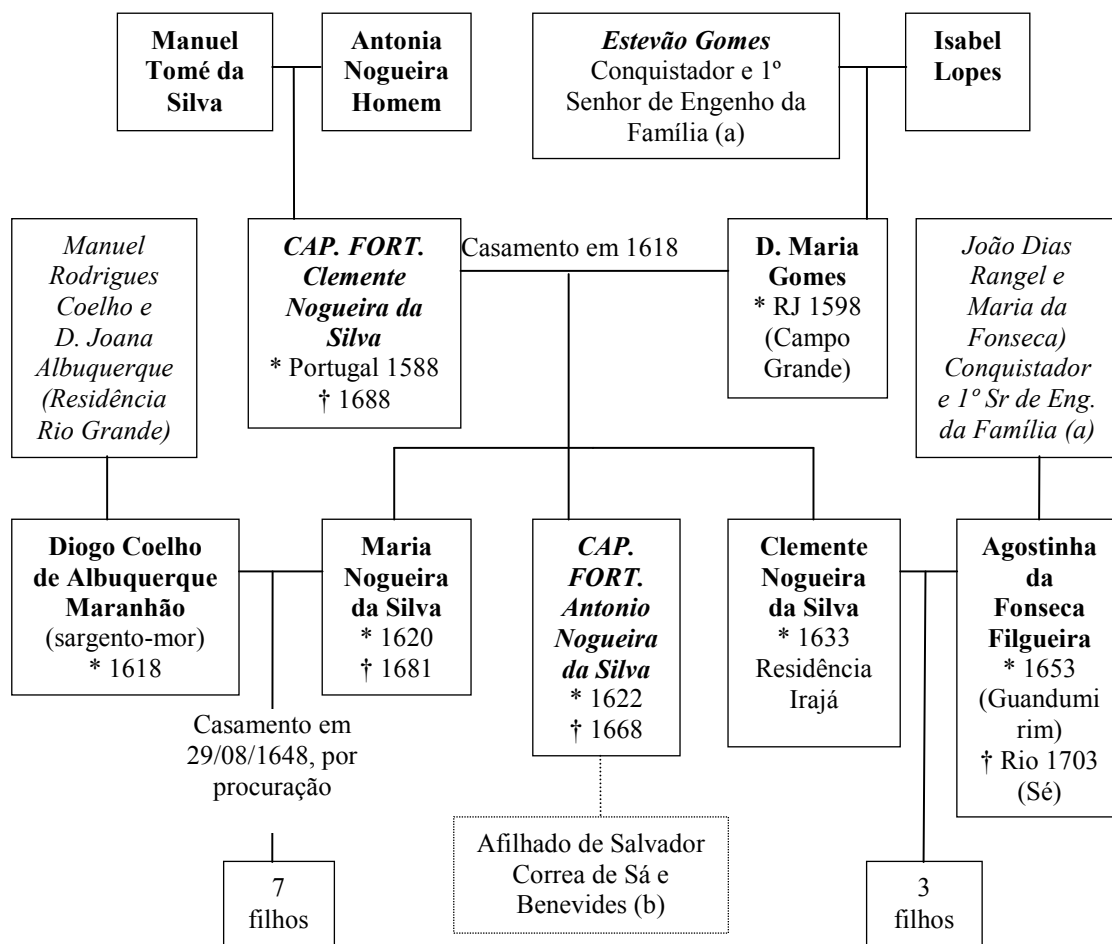 Manuel
Tomé da
Silva
Antonia
Nogueira
Homem
Estevão Gomes
Conquistador e 1º
Senhor de Engenho da
Família (a)
Isabel
Lopes
Manuel
Rodrigues
Coelho e
D. Joana
Albuquerque
(Residência
Rio Grande)
CAP. FORT.
Clemente
Nogueira da
Silva
* Portugal 1588
† 1688
Casamento em 1618
D. Maria
Gomes
* RJ 1598
(Campo
Grande)
João Dias
Rangel e
Maria da
Fonseca)
Conquistador
e 1º Sr de Eng.
da Família (a)
Diogo Coelho
de Albuquerque
Maranhão
(sargento-mor)
* 1618
Maria
Nogueira
da Silva
* 1620
† 1681
CAP.
FORT.
Antonio
Nogueira
da Silva
* 1622
† 1668
Clemente
Nogueira
da Silva
* 1633
Residência
Irajá
Agostinha
da
Fonseca
Filgueira
* 1653
(Guandumi
rim)
† Rio 1703
(Sé)
Casamento em
29/08/1648, por
procuração
Afilhado de Salvador
Correa de Sá e
Benevides (b)
7
filhos
3
filhos